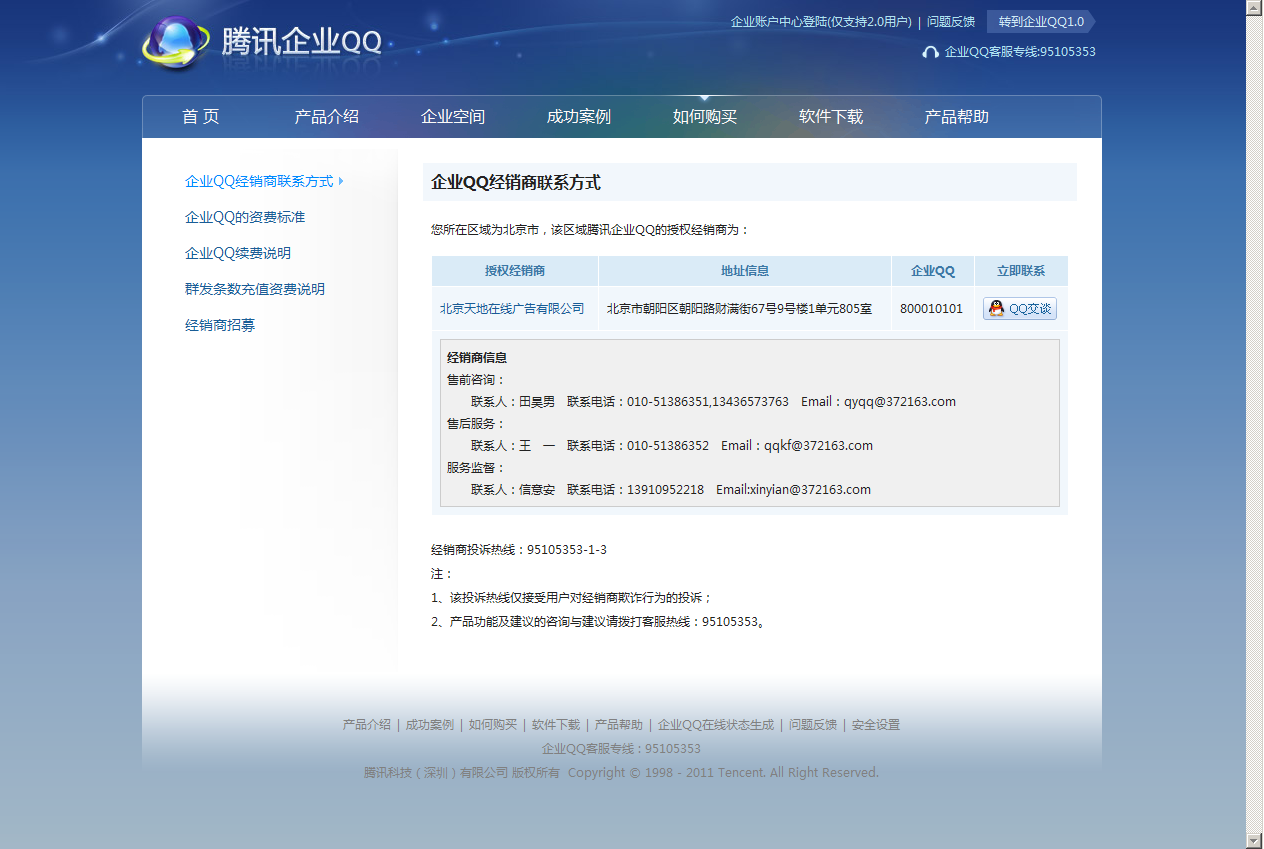 腾讯企业QQ
企业账户中心登陆(仅支持2.0用户) | 问题反馈 转到企业QQ1.0
企业QQ客服专线:95105353
首 页 产品介绍 企业空间 成功案例 如何购买 软件下载 产品帮助
企业QQ经销商联系方式
企业QQ的资费标准
企业QQ续费说明
群发条数充值资费说明
经销商招募
企业QQ经销商联系方式
您所在区域为北京市，该区域腾讯企业QQ的授权经销商为：
授权经销商 地址信息 企业QQ 立即联系
北京天地在线广告有限公司 北京市朝阳区朝阳路财满街67号9号楼1单元805室 800010101 QQ交谈
经销商信息
售前咨询：
联系人：田昊男 联系电话：010-51386351,13436573763 Email：qyqq@372163.com
售后服务：
联系人：王 一 联系电话：010-51386352 Email：qqkf@372163.com
服务监督：
联系人：信意安 联系电话：13910952218 Email:xinyian@372163.com
经销商投诉热线：95105353-1-3
注：
1、该投诉热线仅接受用户对经销商欺诈行为的投诉；
2、产品功能及建议的咨询与建议请拨打客服热线：95105353。
产品介绍 | 成功案例 | 如何购买 | 软件下载 | 产品帮助 | 企业QQ在线状态生成 | 问题反馈 | 安全设置
企业QQ客服专线：95105353
腾讯科技（深圳）有限公司 版权所有 Copyright © 1998 - 2011 Tencent. All Right Reserved.